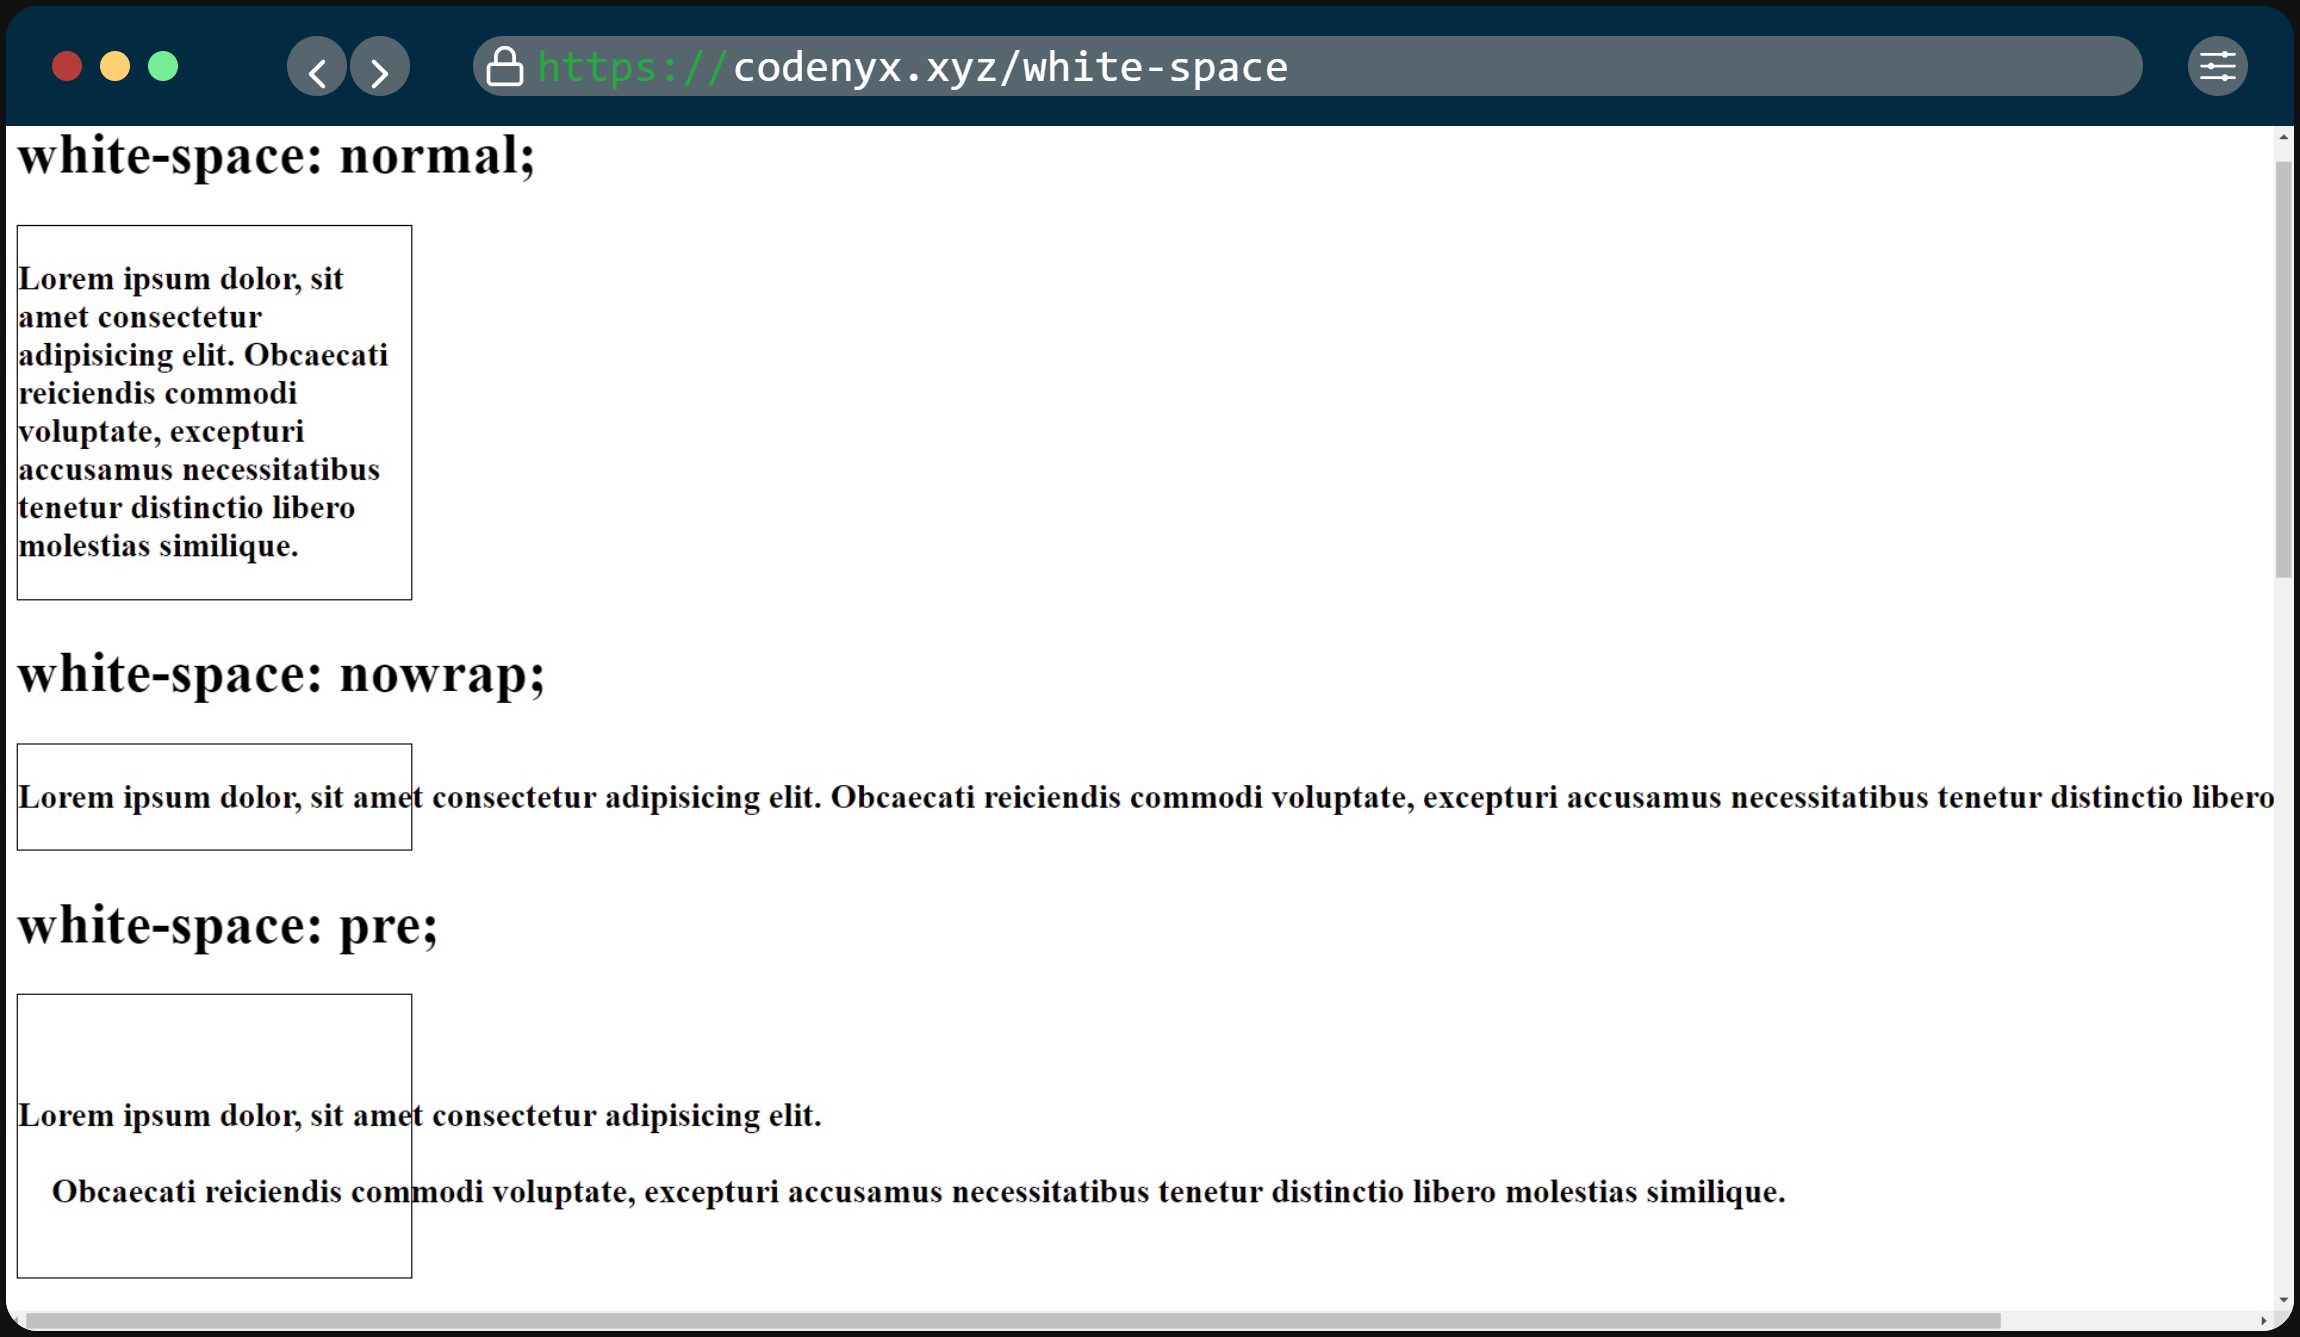 https://codenyx.xyz/white-space
white-space: normal;
Lorem ipsum dolor, sit
amet consectetur
adipisicing elit. Obcaecati
reiciendis commodi
voluptate, excepturi
accusamus necessitatibus
tenetur distinctio libero
molestias similique.
white-space: nowrap;
Lorem ipsum dolor, sit amet consectetur adipisicing elit. Obcaecati reiciendis commodi voluptate, excepturi accusamus necessitatibus tenetur distinctio libero
white-space: pre;
Lorem ipsum dolor, sit amet consectetur adipisicing elit.
Obcaecati reiciendis commodi voluptate, excepturi accusamus necessitatibus tenetur distinctio libero molestias similique.